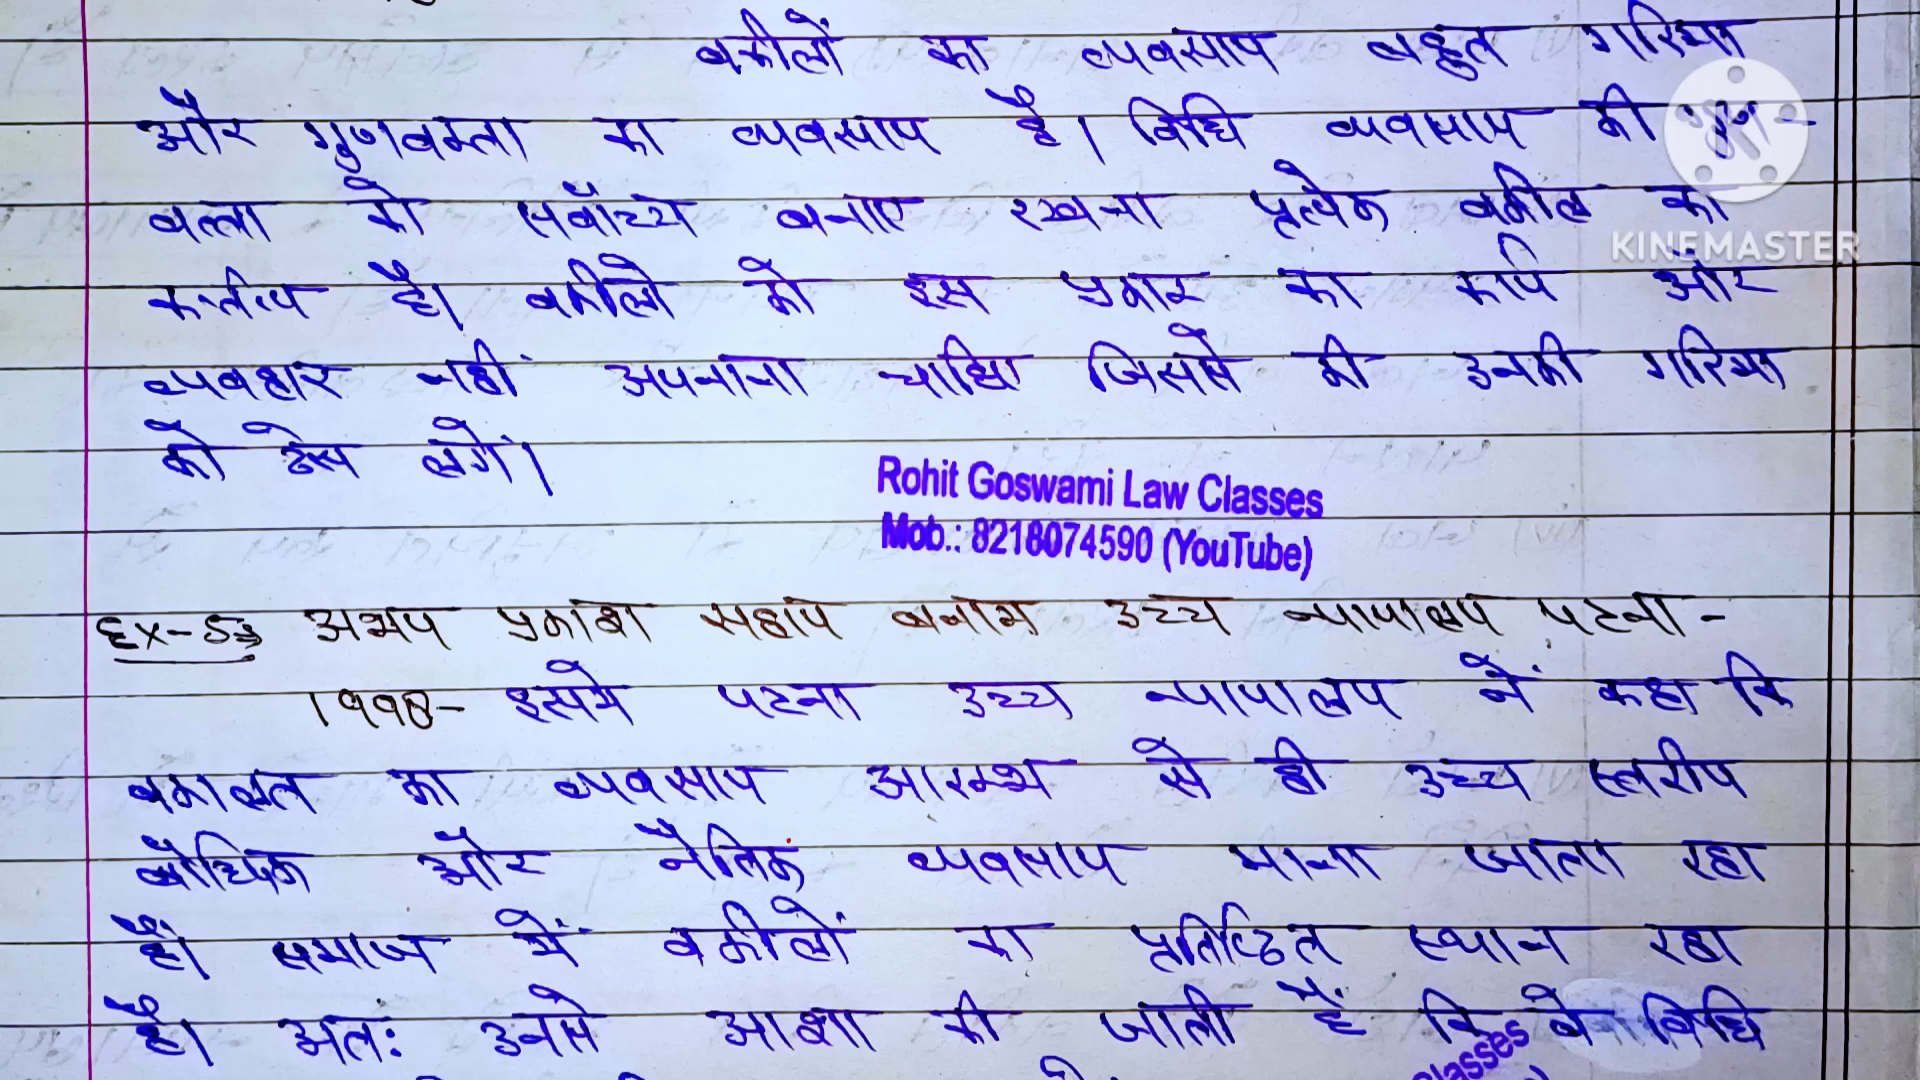 वकीलों का व्यवसाय बहुत गरिमा
और गुणवत्ता का व्यवसाय है। विधि व्यवसाय की गुण-
वत्ता को सर्वोच्च बनाए रखना प्रत्येक वकील का
कर्तव्य है। वकीलो को इस प्रकार का कार्य और
व्यवहार नहीं अपनाना चाहिए जिससे की उनकी गरिमा
को ठेस लगे।
KINEMASTER
Rohit Goswami Law Classes
Mob.: 8218074590 (YouTube)
Ex-5⇒ अभय प्रकाश सहाय बनाम उच्च न्यायालय पटना -
1998- इसमे पटना उच्च न्यायालय नें कहा कि
वकालत का व्यवसाय आरम्भ से ही उच्च स्तरीय
बौध्दिक और नैतिक व्यवसाय माना जाता रहा
हैं। समाज में वकीलों का प्रतिष्ठित स्थान रहा
है। अतः उनसे आशा की जाती हैं कि वे विधि
Classes